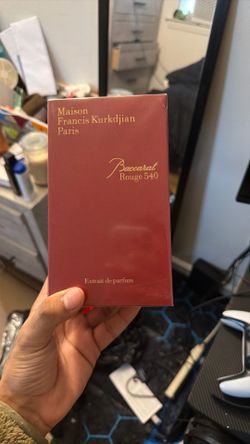 Maison
Francis Kurkdjian
Paris
Baccarat
Rouge 540
Extrait de parfum